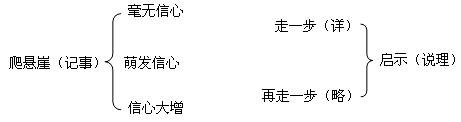 毫无信心
走一步（详）
爬悬崖（记事）
萌发信心
启示（说理）
再走一步（略）
信心大增